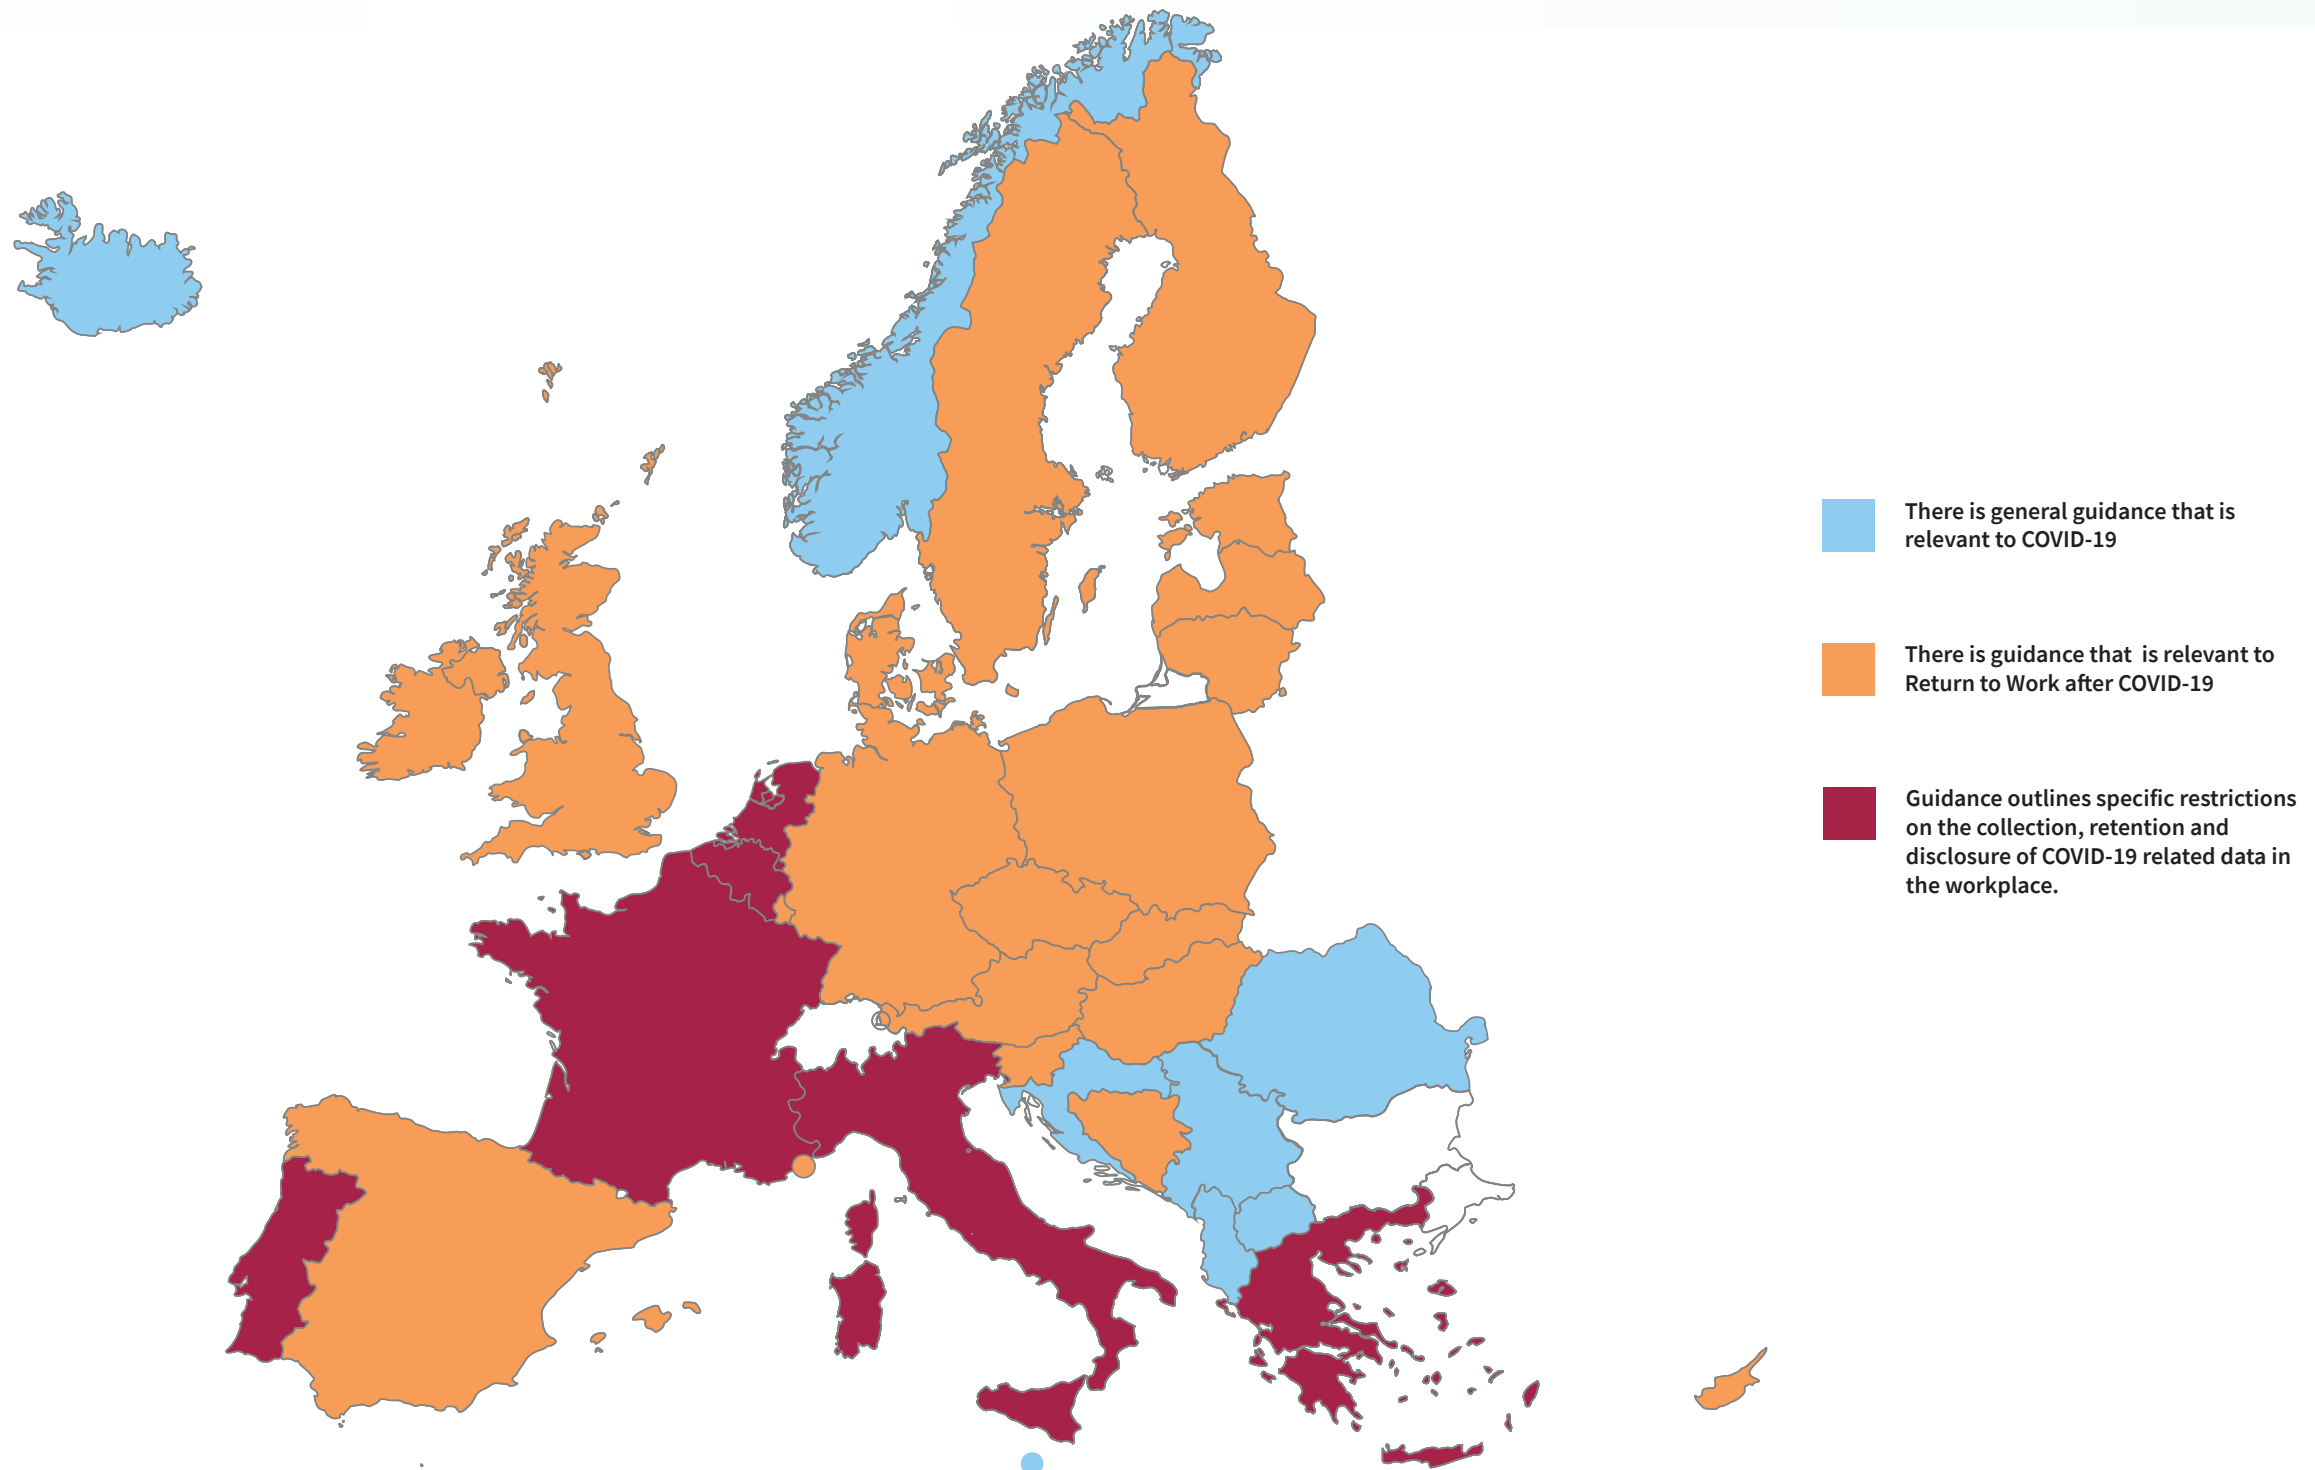 There is general guidance that is
relevant to COVID-19
There is guidance that  is relevant to
Return to Work after COVID-19
Guidance outlines specific restrictions
on the collection, retention and
disclosure of COVID-19 related data in
the workplace.